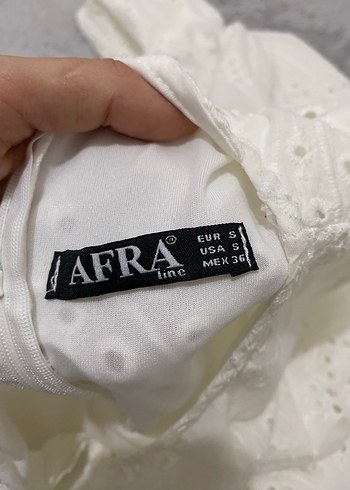 AFRA®
line
EUR S
USA S
MEX 36